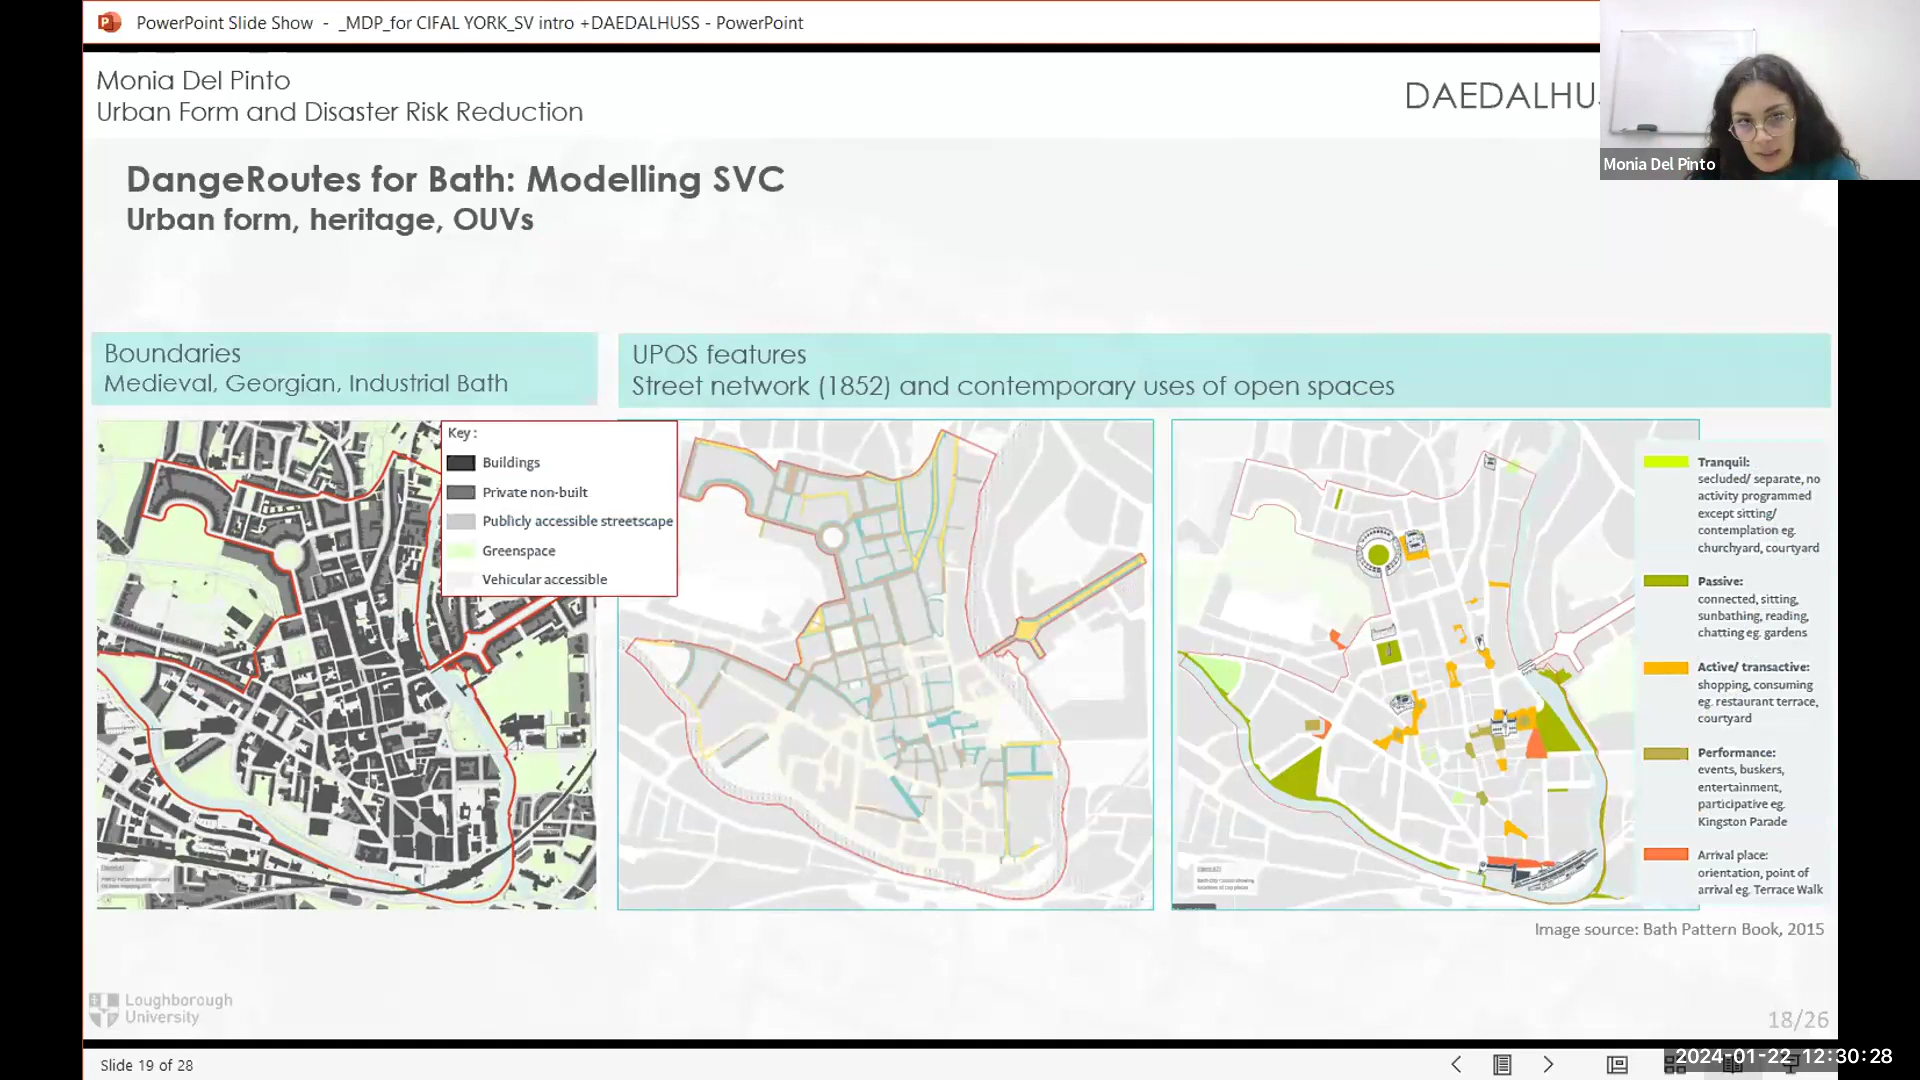 PowerPoint Slide Show - _MDP_for CIFAL YORK_SV intro +DAEDALHUSS - PowerPoint
Monia Del Pinto
Urban Form and Disaster Risk Reduction
DAEDALHUS
Monia Del Pinto
DangeRoutes for Bath: Modelling SVC
Urban form, heritage, OUVs
Boundaries
Medieval, Georgian, Industrial Bath
UPOS features
Street network (1852) and contemporary uses of open spaces
Key :
Buildings
Private non-built
Publicly accessible streetscape
Greenspace
Vehicular accessible
Tranquil:
secluded/ separate, no
activity programmed
except sitting/
contemplation eg.
churchyard, courtyard
Passive:
connected, sitting,
sunbathing, reading,
chatting eg. gardens
Active/ transactive:
shopping, consuming
eg. restaurant terrace,
courtyard
Performance:
events, buskers,
entertainment,
participative eg.
Kingston Parade
Arrival place:
orientation, point of
arrival eg. Terrace Walk
Image source: Bath Pattern Book, 2015
Loughborough
University
18/26
Slide 19 of 28
2024-01-22 12:30:28